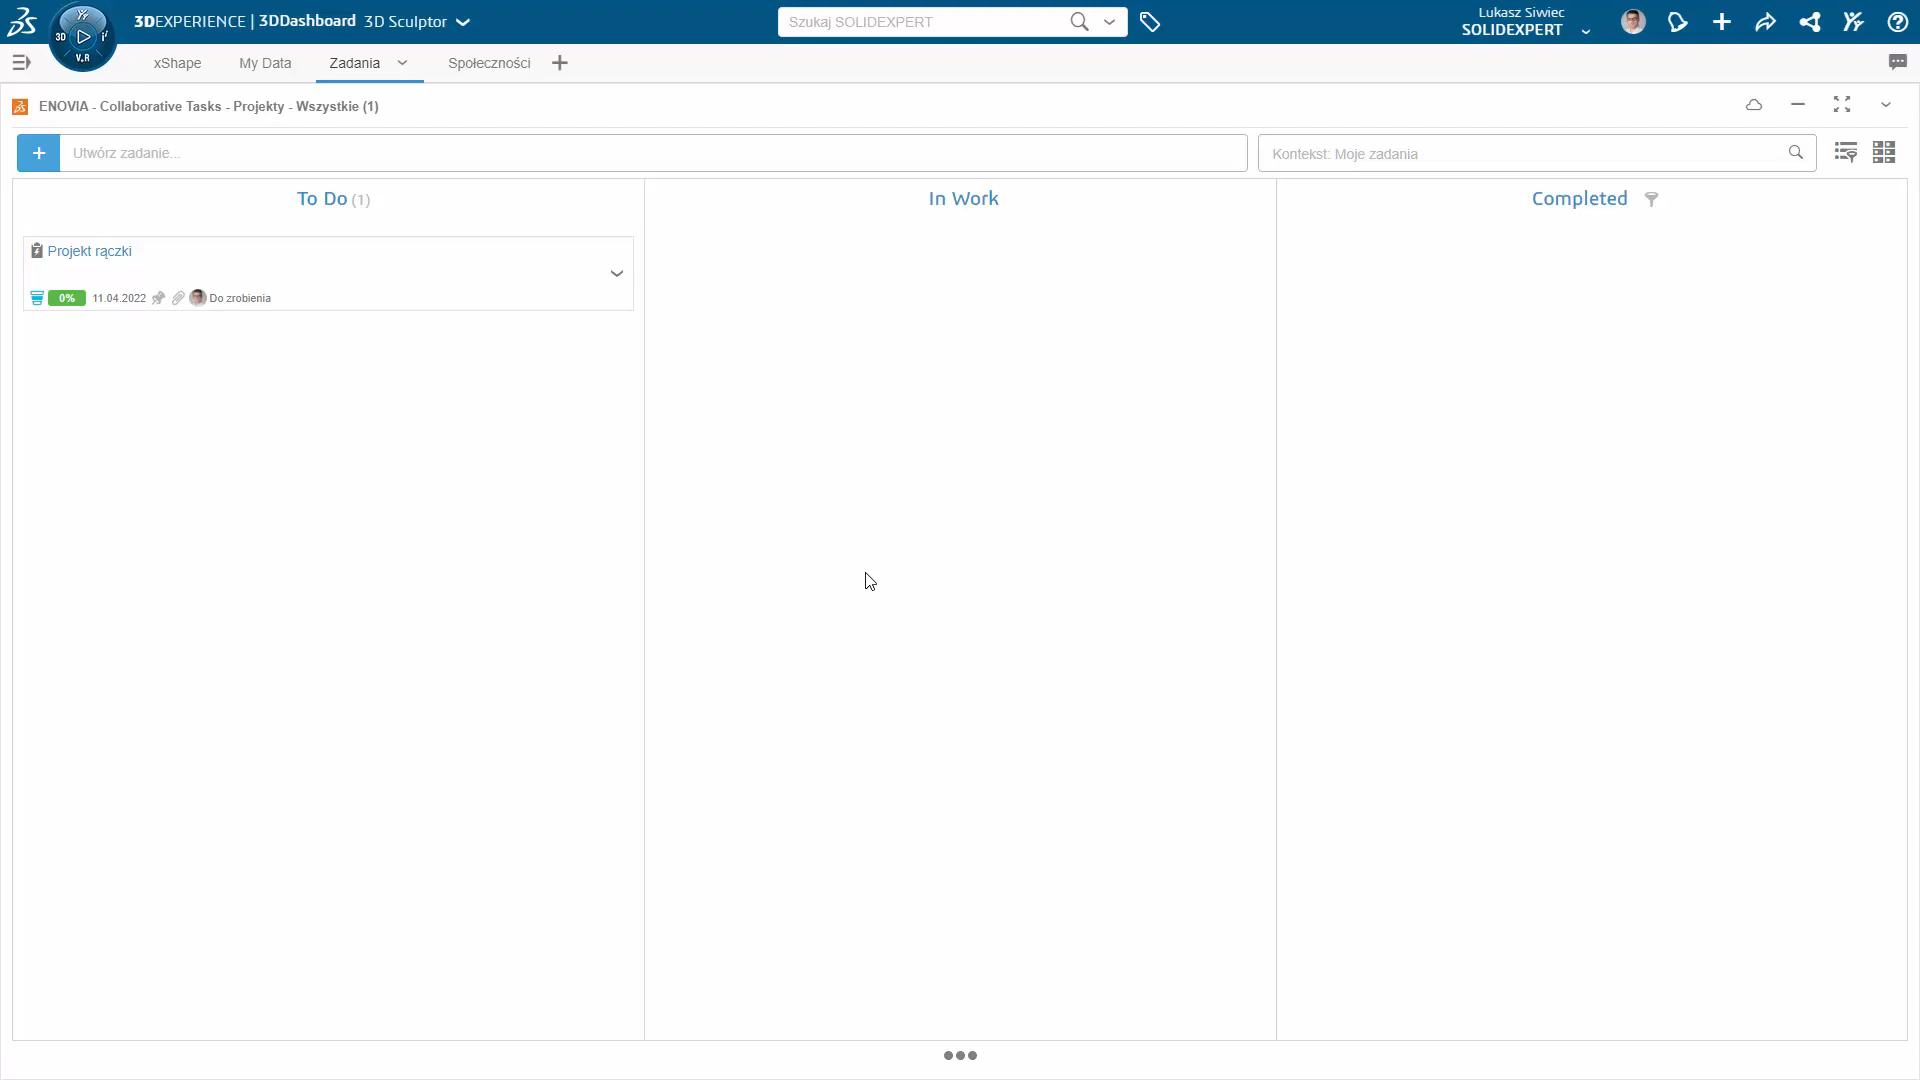 3DEXPERIENCE | 3DDashboard 3D Sculptor
Szukaj SOLIDEXPERT
Lukasz Siwiec
SOLIDEXPERT
3D
V.R
xShape
My Data
Zadania
Społeczności
ENOVIA - Collaborative Tasks - Projekty - Wszystkie (1)
Utwórz zadanie...
Kontekst: Moje zadania
To Do (1)
In Work
Completed
Projekt rączki
0% 11.04.2022 Do zrobienia